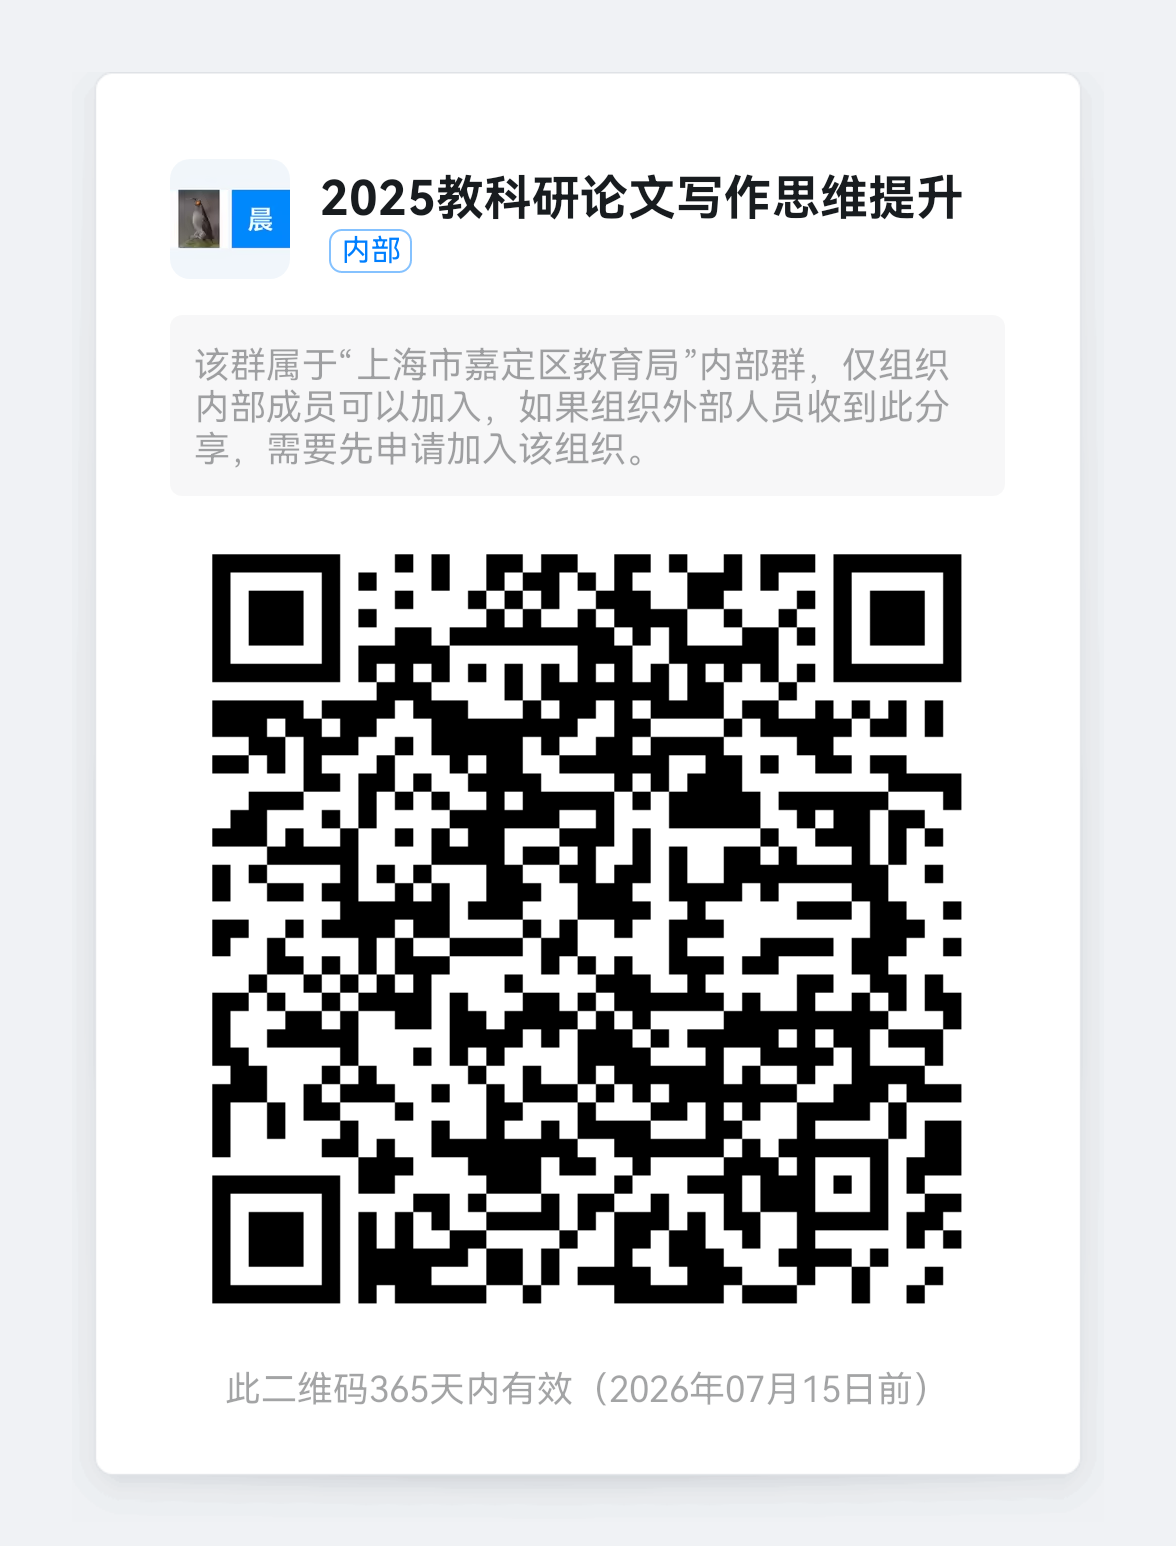 2025教科研论文写作思维提升
晨
内部
该群属于“上海市嘉定区教育局”内部群，仅组织
内部成员可以加入，如果组织外部人员收到此分
享，需要先申请加入该组织。
此二维码365天内有效（2026年07月15日前）